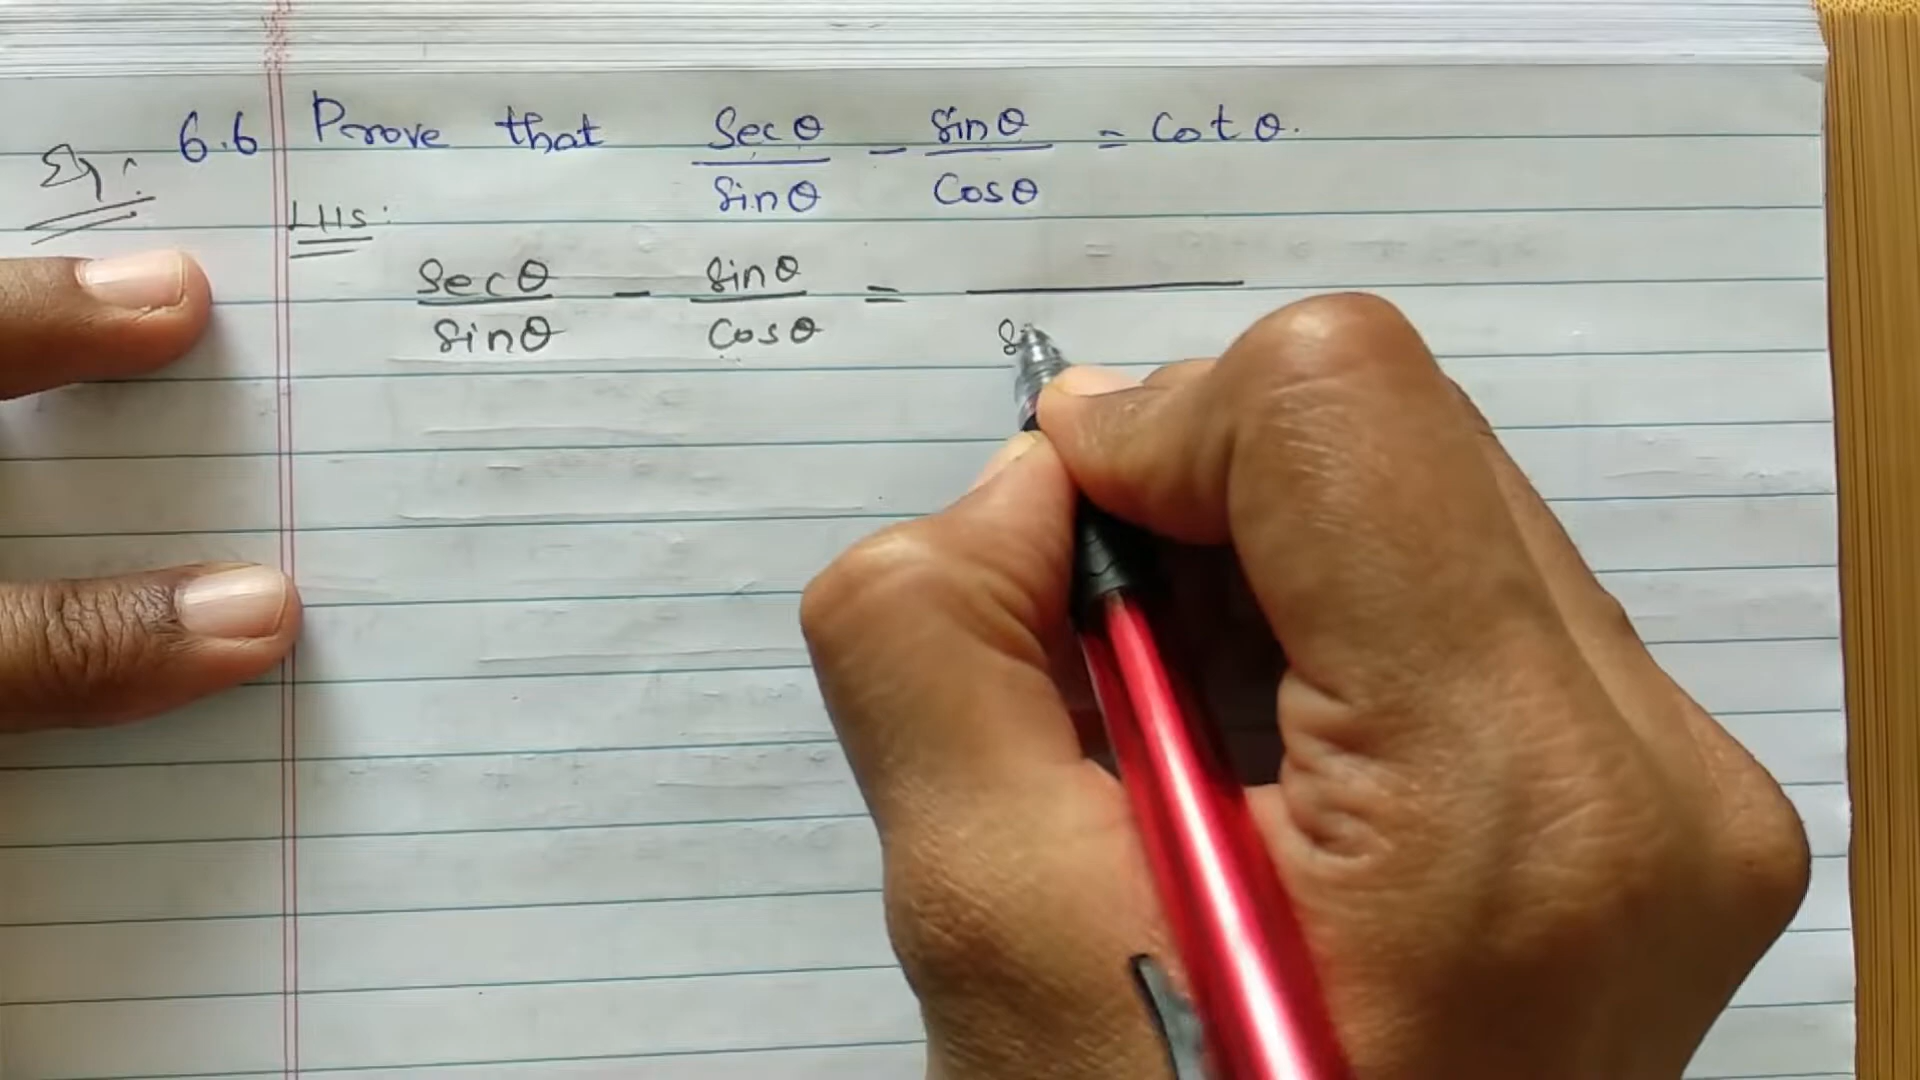 Eg: 6.6 Prove that secθ/sinθ - sinθ/cosθ = cotθ.
LHS:
secθ/sinθ - sinθ/cosθ =